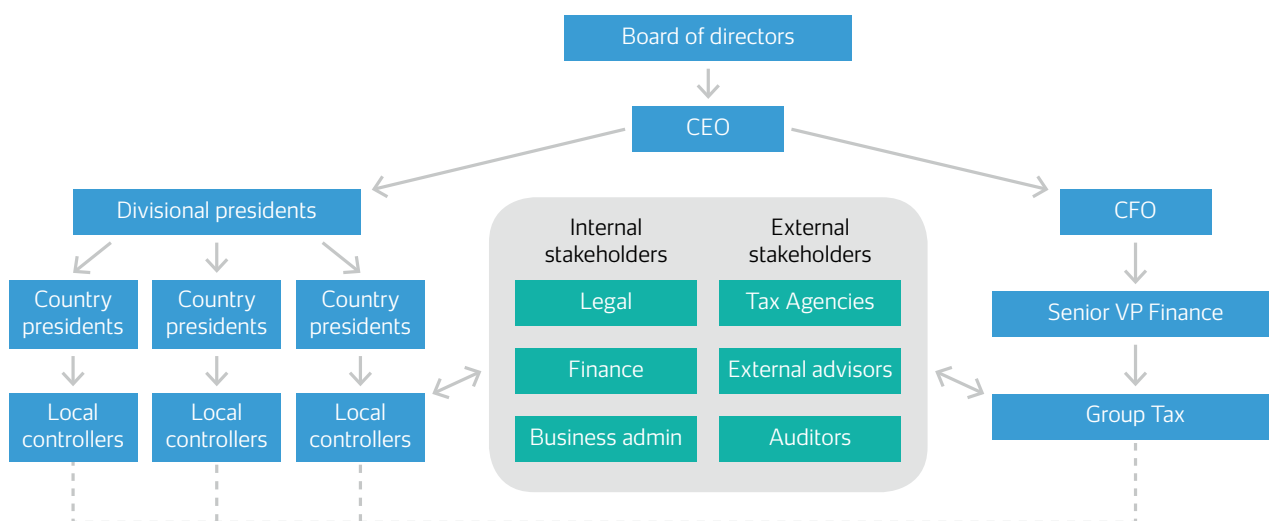 Board of directors
CEO
Divisional presidents
CFO
Internal
stakeholders
External
stakeholders
Country
presidents
Country
presidents
Country
presidents
Legal
Tax Agencies
Senior VP Finance
Finance
External advisors
Local
controllers
Local
controllers
Local
controllers
Business admin
Auditors
Group Tax